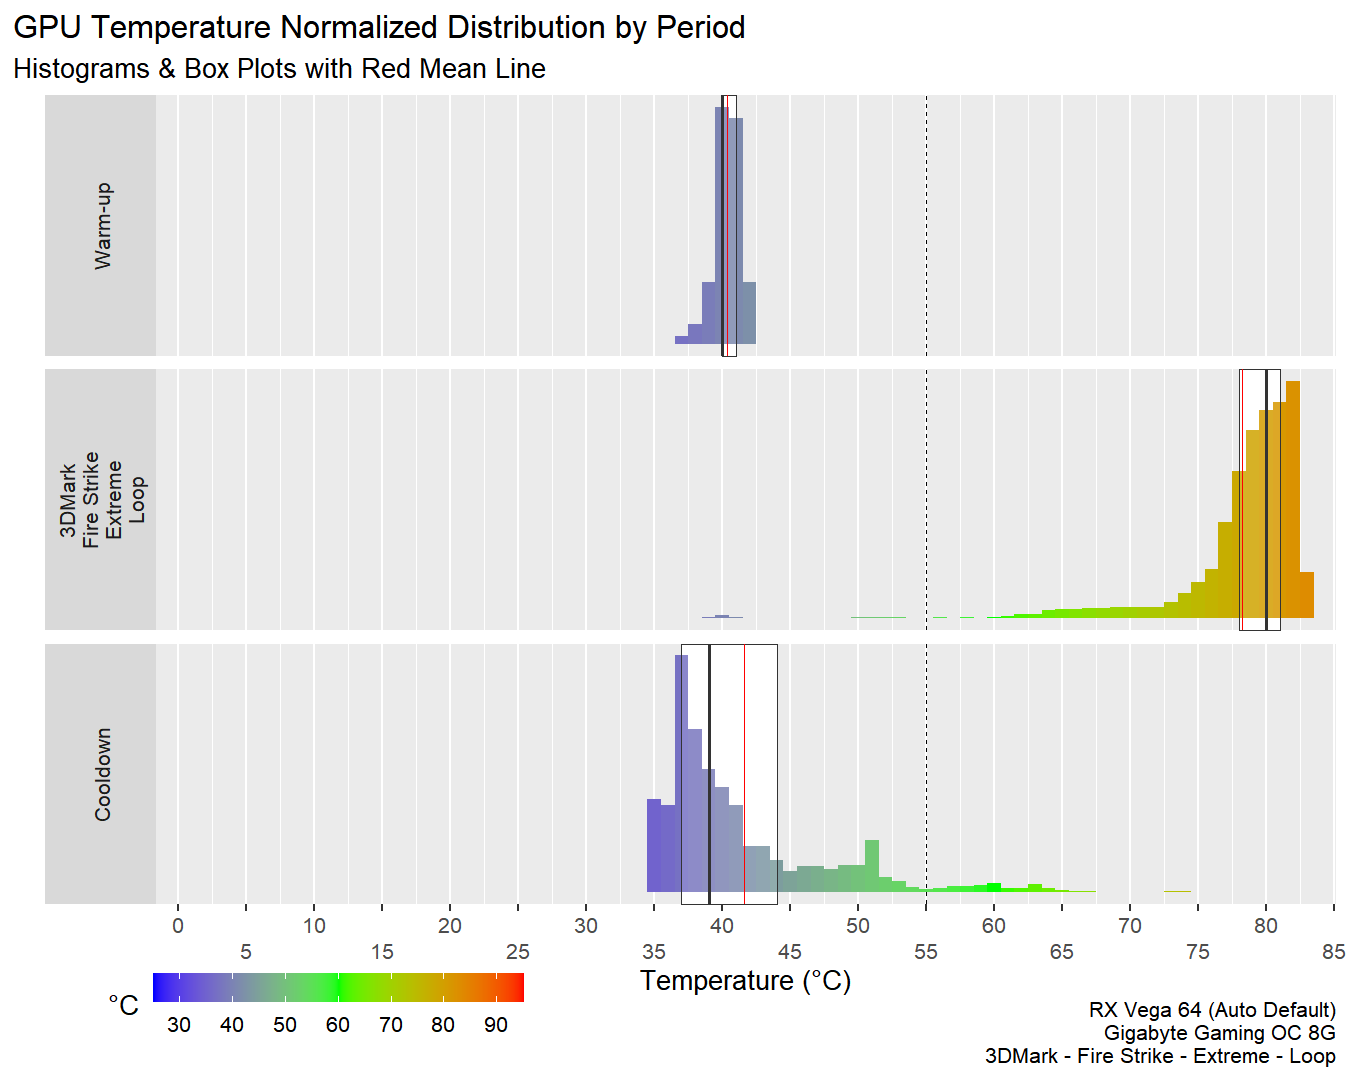 GPU Temperature Normalized Distribution by Period
Histograms & Box Plots with Red Mean Line
Warm-up
3DMark
Fire Strike
Extreme
Loop
Cooldown
0 10 20 30 40 50 60 70 80
5 15 25 35 45 55 65 75 85
Temperature (°C)
°C
30 40 50 60 70 80 90
RX Vega 64 (Auto Default)
Gigabyte Gaming OC 8G
3DMark - Fire Strike - Extreme - Loop